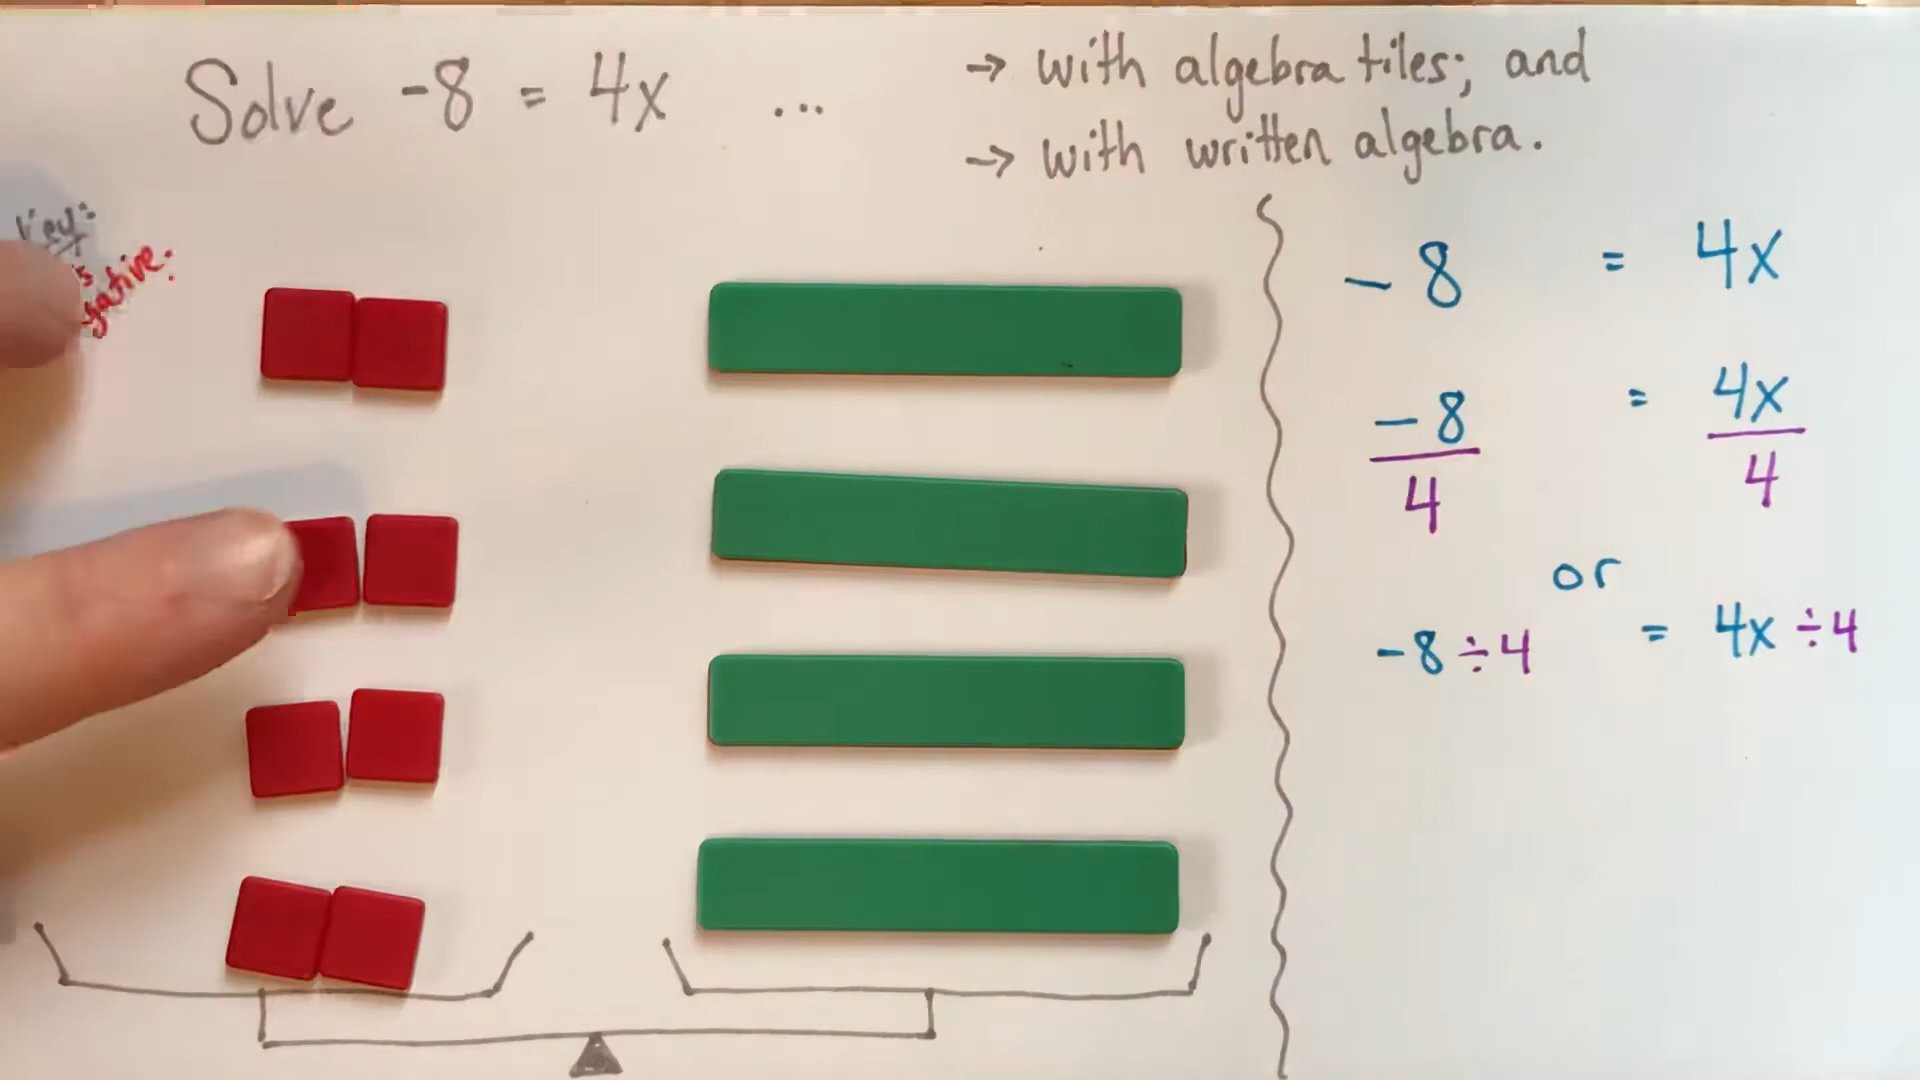 Solve -8 = 4x ...
→ with algebra tiles; and
→ with written algebra.
Key:
-8 = 4x
-8/4 = 4x/4
or
-8÷4 = 4x÷4